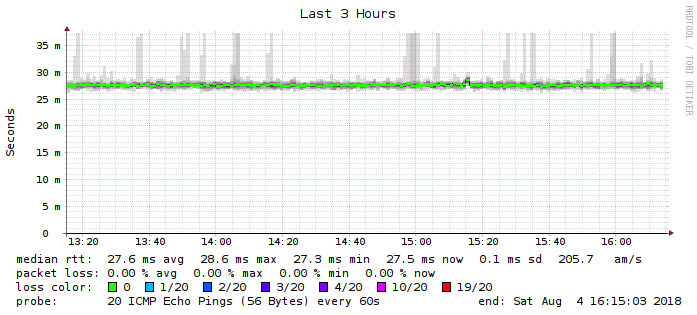 Last 3 Hours
RRDTOOL / TOBI OETIKER
Seconds
35 m
30 m
25 m
20 m
15 m
10 m
5 m
0
13:20 13:40 14:00 14:20 14:40 15:00 15:20 15:40 16:00
median rtt: 27.6 ms avg 28.6 ms max 27.3 ms min 27.5 ms now 0.1 ms sd 205.7 am/s
packet loss: 0.00 % avg 0.00 % max 0.00 % min 0.00 % now
loss color: 0 1/20 2/20 3/20 4/20 10/20 19/20
probe: 20 ICMP Echo Pings (56 Bytes) every 60s end: Sat Aug 4 16:15:03 2018